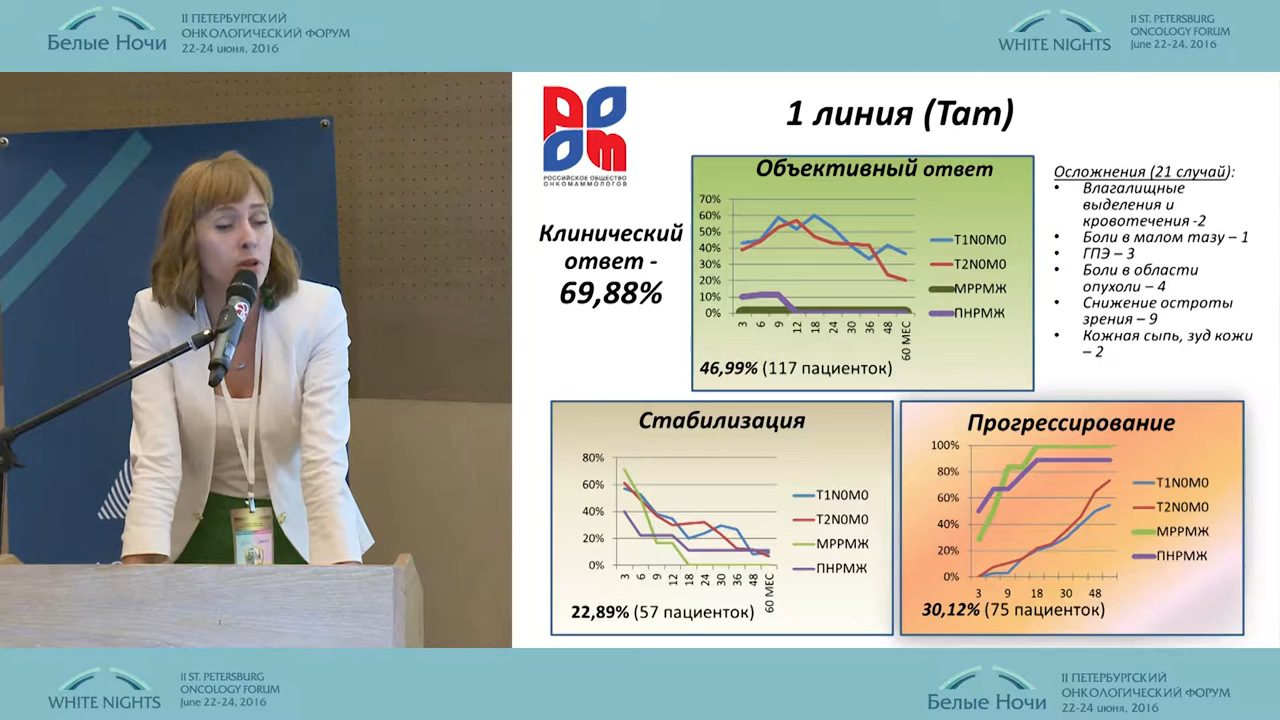 Белые Ночи
II ПЕТЕРБУРГСКИЙ
ОНКОЛОГИЧЕСКИЙ ФОРУМ
22-24 июня, 2016
WHITE NIGHTS
II ST. PETERSBURG
ONCOLOGY FORUM
June 22-24, 2016
РООМ
РОССИЙСКОЕ ОБЩЕСТВО
ОНКОМАММОЛОГОВ
1 линия (Тат)
Клинический
ответ -
69,88%
Объективный ответ
70%
60%
50%
40%
30%
20%
10%
0%
3 6 9 12 18 24 30 36 48 60 МЕС
T1N0M0
T2N0M0
МРРМЖ
ПНРМЖ
46,99% (117 пациенток)
Осложнения (21 случай):
• Влагалищные
выделения и
кровотечения -2
• Боли в малом тазу – 1
• ГПЭ – 3
• Боли в области
опухоли – 4
• Снижение остроты
зрения – 9
• Кожная сыпь, зуд кожи
– 2
Стабилизация
80%
60%
40%
20%
0%
3 6 9 12 18 24 30 36 48 60 МЕС
T1N0M0
T2N0M0
МРРМЖ
ПНРМЖ
22,89% (57 пациенток)
Прогрессирование
100%
80%
60%
40%
20%
0%
3 9 18 30 48
T1N0M0
T2N0M0
МРРМЖ
ПНРМЖ
30,12% (75 пациенток)
WHITE NIGHTS
II ST. PETERSBURG
ONCOLOGY FORUM
June 22-24, 2016
Белые Ночи
II ПЕТЕРБУРГСКИЙ
ОНКОЛОГИЧЕСКИЙ ФОРУМ
22-24 июня, 2016